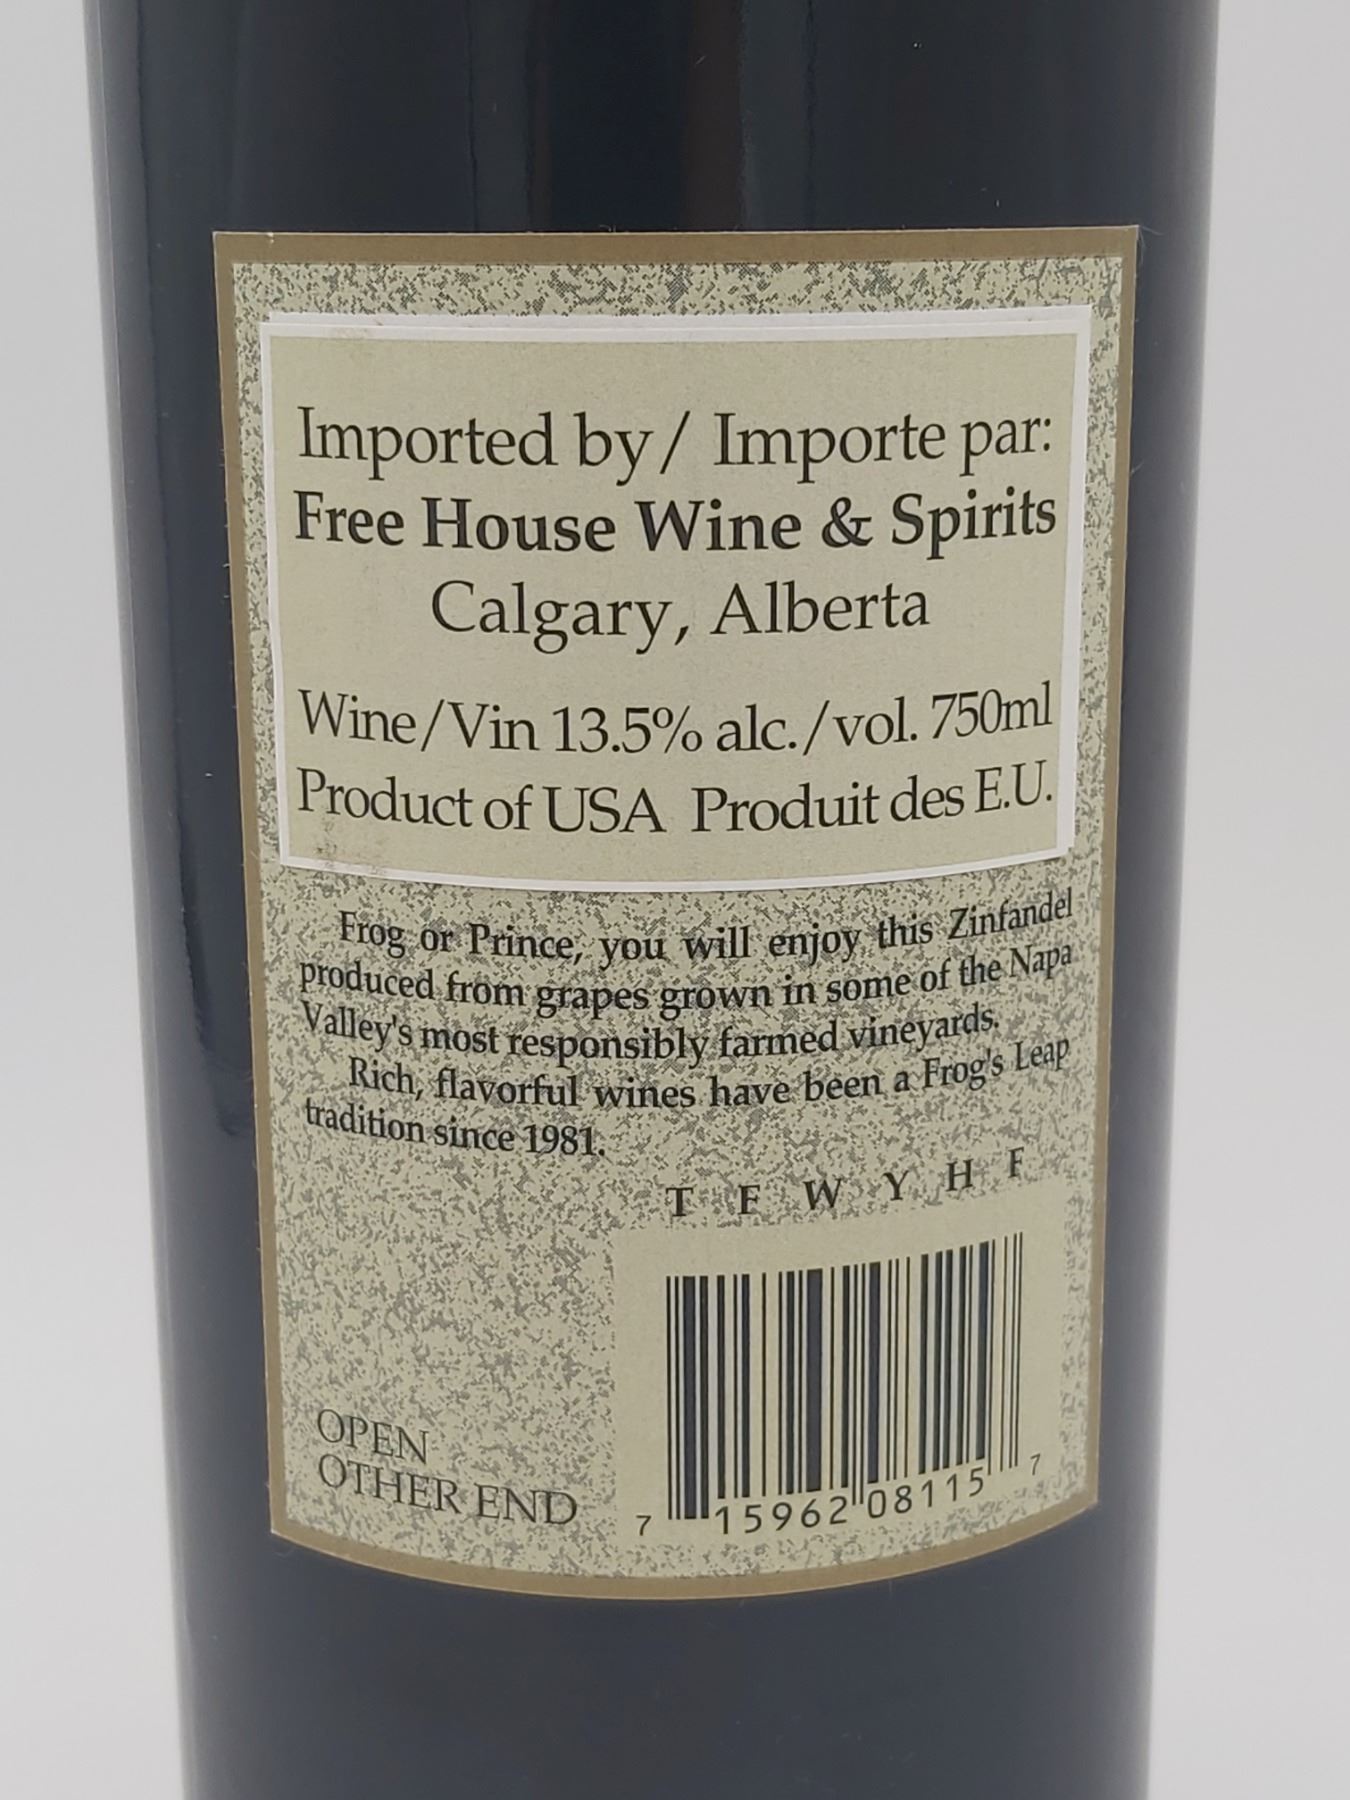 Imported by/ Importe par:
Free House Wine & Spirits
Calgary, Alberta
Wine/Vin 13.5% alc./vol. 750ml
Product of USA Produit des E.U.
Frog or Prince, you will enjoy this Zinfandel
produced from grapes grown in some of the Napa
Valley's most responsibly farmed vineyards.
Rich, flavorful wines have been a Frog's Leap
tradition since 1981.
T F W Y H F
OPEN
OTHER END
7 15962 08115 7